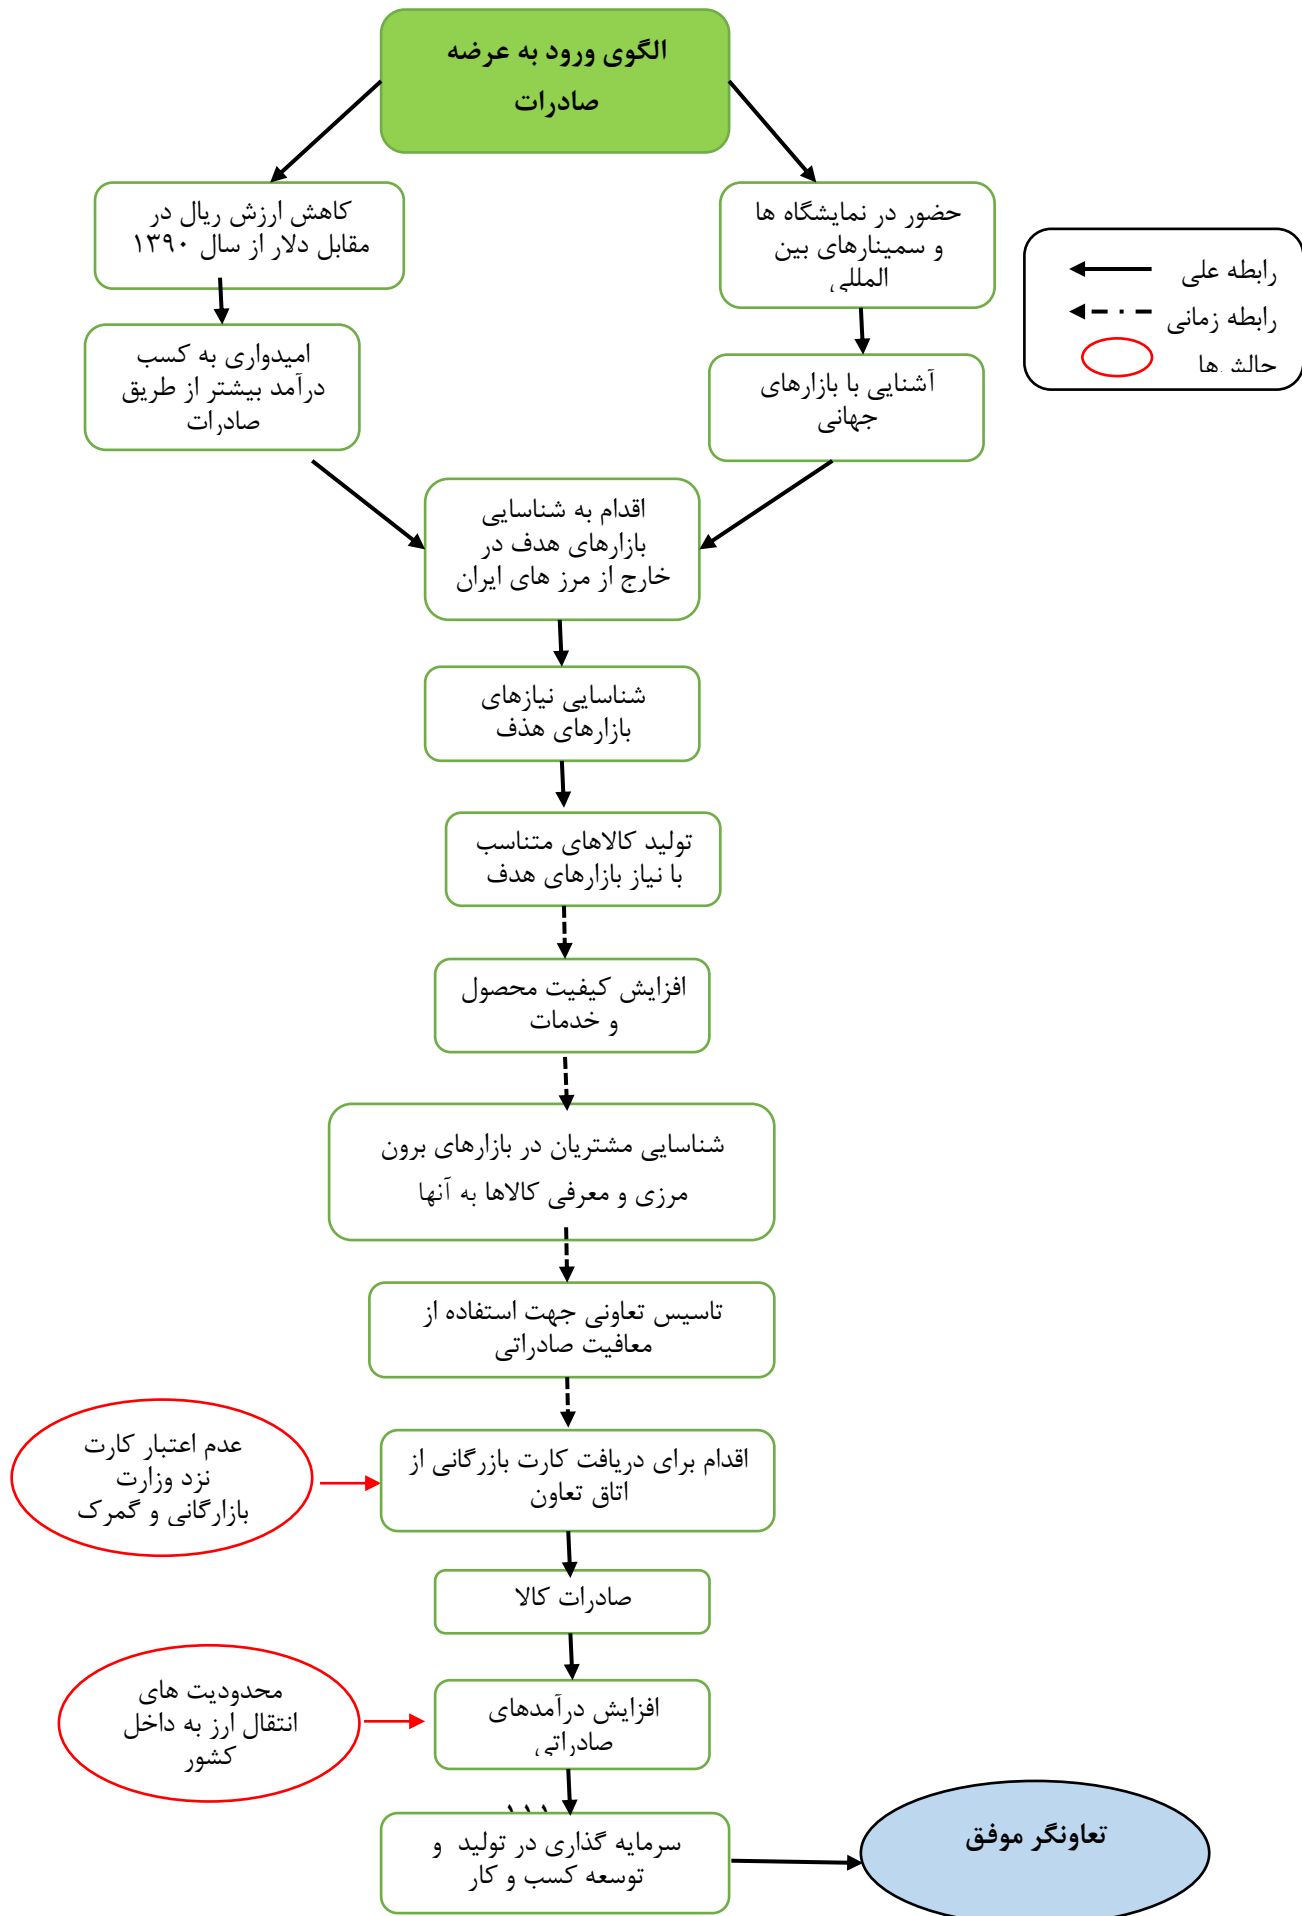 الگوی ورود به عرضه
صادرات
حضور در نمایشگاه ها
و سمینارهای بین
المللی
کاهش ارزش ریال در
مقابل دلار از سال ۱۳۹۰
رابطه علی
رابطه زمانی
چالش‌ها
آشنایی با بازارهای
جهانی
امیدواری به کسب
درآمد بیشتر از طریق
صادرات
اقدام به شناسایی
بازارهای هدف در
خارج از مرز های ایران
شناسایی نیازهای
بازارهای هذف
تولید کالاهای متناسب
با نیاز بازارهای هدف
افزایش کیفیت محصول
و خدمات
شناسایی مشتریان در بازارهای برون
مرزی و معرفی کالاها به آنها
تاسیس تعاونی جهت استفاده از
معافیت صادراتی
اقدام برای دریافت کارت بازرگانی از
اتاق تعاون
عدم اعتبار کارت
نزد وزارت
بازارگانی و گمرک
صادرات کالا
افزایش درآمدهای
صادراتی
محدودیت های
انتقال ارز به داخل
کشور
سرمایه گذاری در تولید و
توسعه کسب و کار
تعاونگر موفق